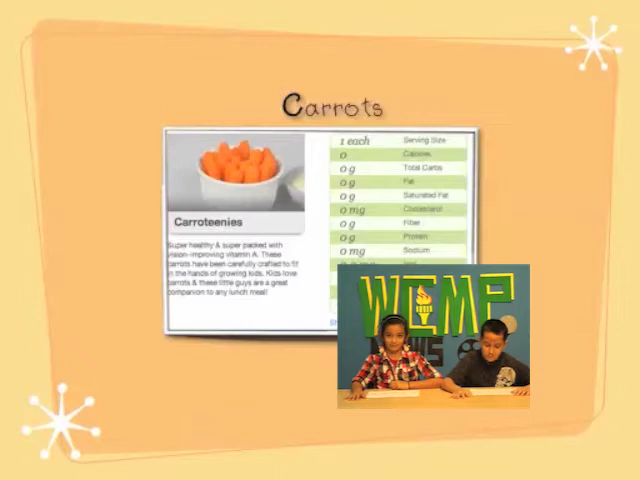 Carrots
1 each Serving Size
0 Calories
0 g Total Carbs
0 g Fat
0 g Saturated Fat
0 mg Cholesterol
0 g Fiber
0 g Protein
0 mg Sodium
Carroteenies
Super healthy & super packed with
vision-improving vitamin A. These
carrots have been carefully crafted to fit
in the hands of growing kids. Kids love
carrots & these little guys are a great
companion to any lunch meal!
WCMP
NEWS